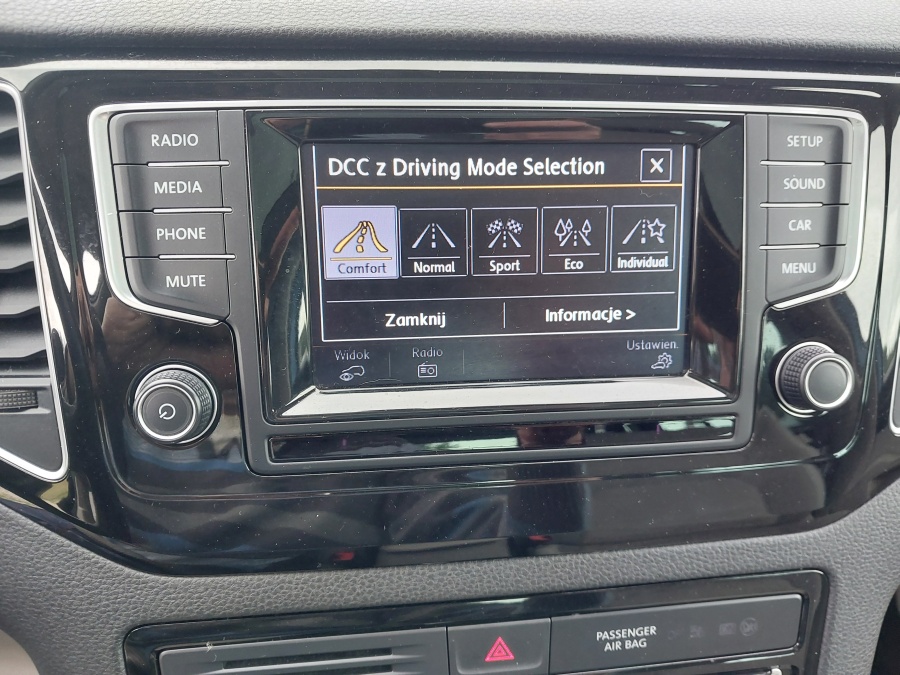 RADIO
MEDIA
PHONE
MUTE
DCC z Driving Mode Selection
X
Comfort
Normal
Sport
Eco
Individual
Zamknij
Informacje >
Widok
Radio
Ustawien.
SETUP
SOUND
CAR
MENU
PASSENGER
AIR BAG